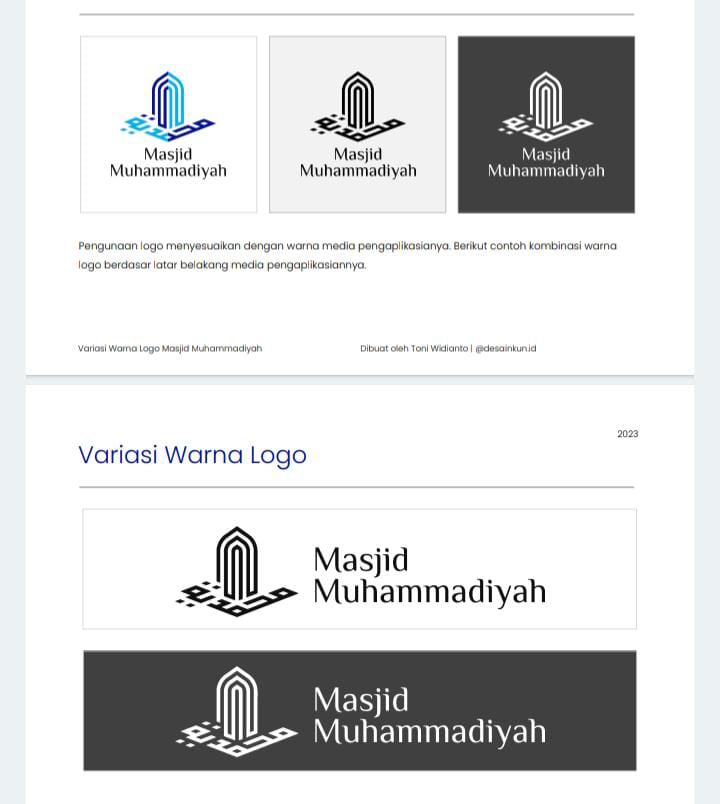 Masjid
Muhammadiyah
Masjid
Muhammadiyah
Masjid
Muhammadiyah
Pengunaan logo menyesuaikan dengan warna media pengaplikasianya. Berikut contoh kombinasi warna
logo berdasar latar belakang media pengaplikasiannya.
Variasi Warna Logo Masjid Muhammadiyah
Dibuat oleh Toni Widianto | @desainkun.id
2023
Variasi Warna Logo
Masjid
Muhammadiyah
Masjid
Muhammadiyah